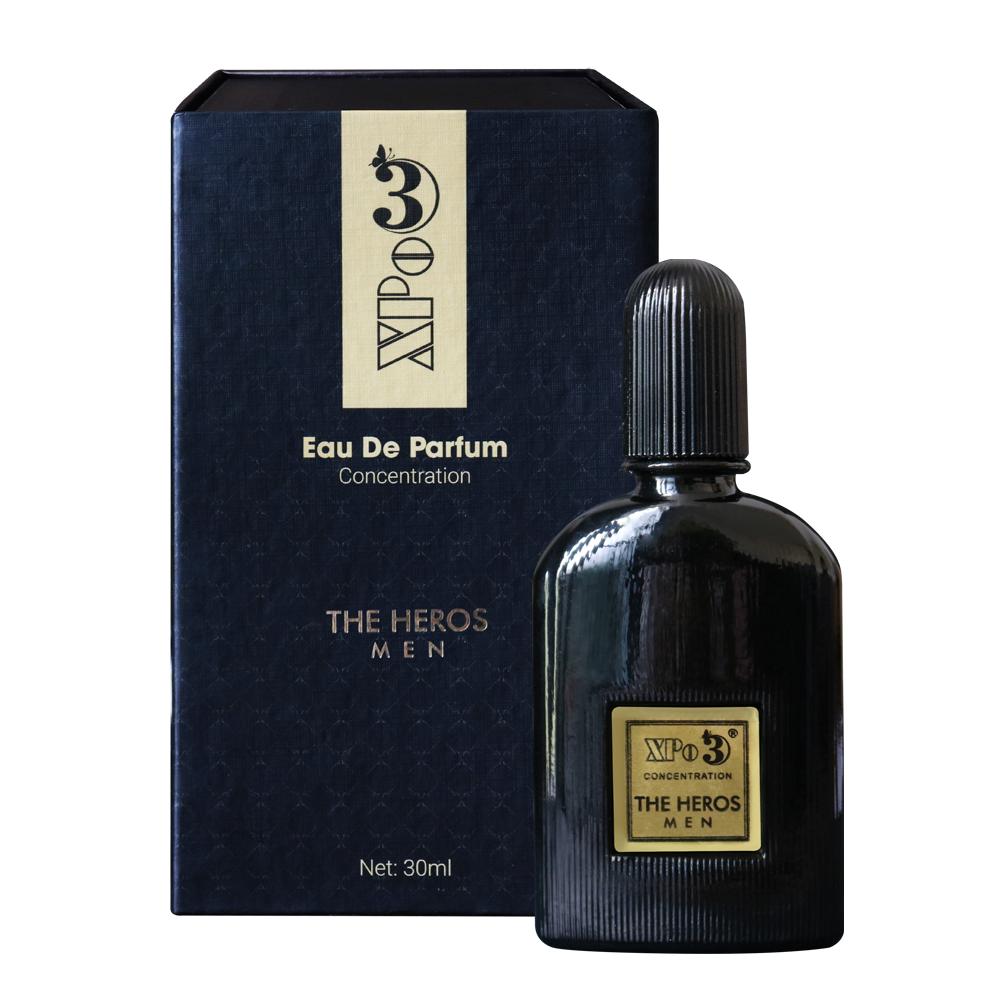 XPo3
Eau De Parfum
Concentration
THE HEROS
MEN
Net: 30ml
XPo3®
CONCENTRATION
THE HEROS
MEN